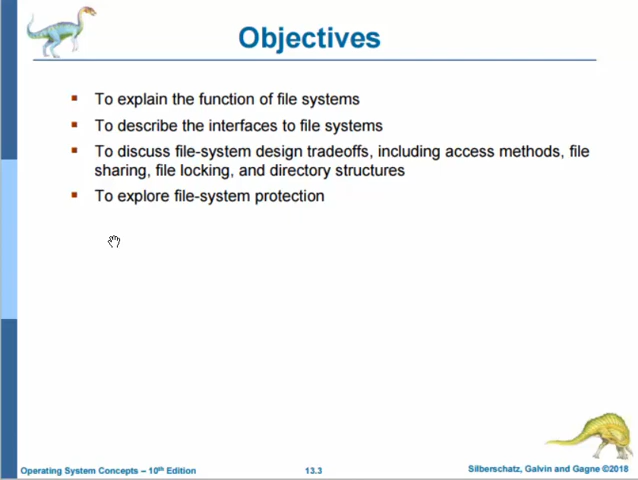 Objectives
To explain the function of file systems
To describe the interfaces to file systems
To discuss file-system design tradeoffs, including access methods, file
sharing, file locking, and directory structures
To explore file-system protection
Operating System Concepts – 10th Edition
13.3
Silberschatz, Galvin and Gagne ©2018